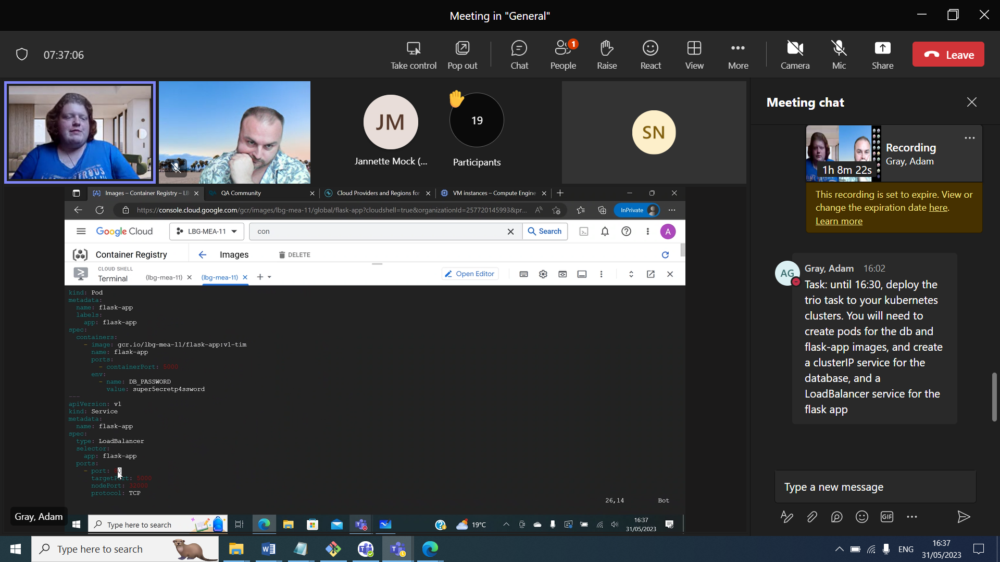 Meeting in "General"
07:37:06
Take control
Pop out
Chat
1
People
Raise
React
View
More
Camera
Mic
Share
Leave
JM
Jannette Mock (...
19
Participants
SN
Meeting chat
1h 8m 22s
Recording
Gray, Adam
This recording is set to expire. View or
change the expiration date here.
Learn more
AG
Gray, Adam 16:02
Task: until 16:30, deploy the
trio task to your kubernetes
clusters. You will need to
create pods for the db and
flask-app images, and create
a clusterIP service for the
database, and a
LoadBalancer service for the
flask app
Type a new message
GIF
Images – Container Registry – LB
QA Community
Cloud Providers and Regions for
VM instances – Compute Engine
https://console.cloud.google.com/gcr/images/lbg-mea-11/global/flask-app?cloudshell=true&organizationId=257720145993&pr...
InPrivate
Google Cloud
LBG-MEA-11
con
Search
A
Container Registry
Images
DELETE
CLOUD SHELL
Terminal
(lbg-mea-11)
(lbg-mea-11)
Open Editor
kind: Pod
metadata:
name: flask-app
labels:
app: flask-app
spec:
containers:
- image: gcr.io/lbg-mea-11/flask-app:v1-tim
name: flask-app
ports:
- containerPort: 5000
env:
- name: DB_PASSWORD
value: super5ecretp4ssword
---
apiVersion: v1
kind: Service
metadata:
name: flask-app
spec:
type: LoadBalancer
selector:
app: flask-app
ports:
- port: 80
targetPort: 5000
nodePort: 32000
protocol: TCP
26,14 Bot
Gray, Adam
Type here to search
19°C
16:37
31/05/2023
Type here to search
ENG
16:37
31/05/2023